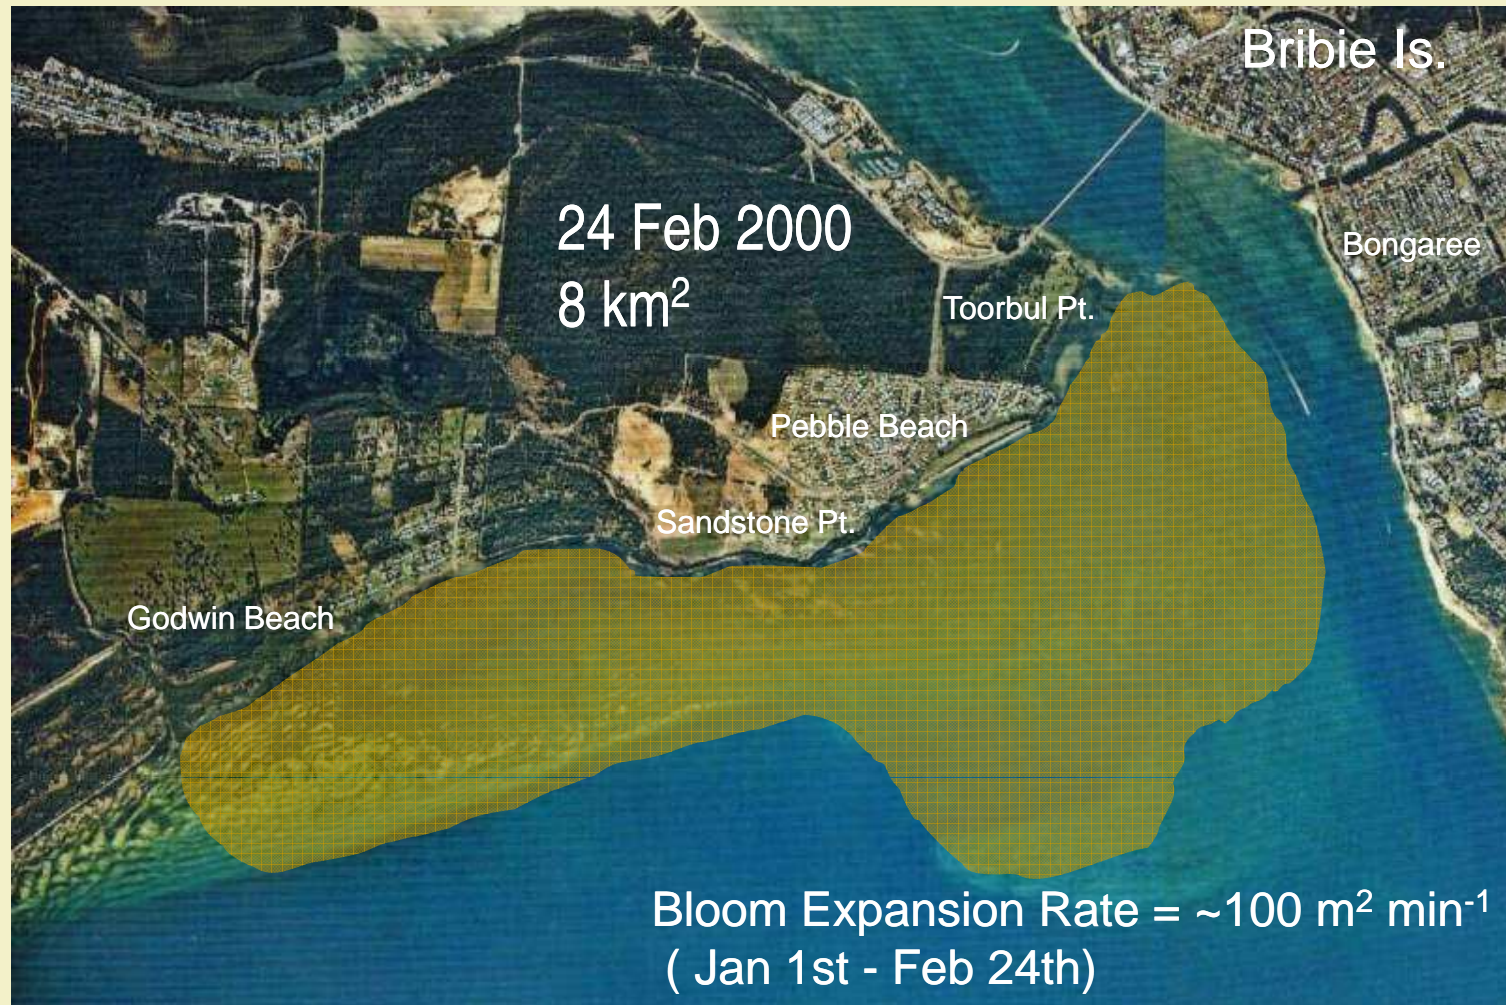 Bribie Is.
24 Feb 2000
Bongaree
8 km²
Toorbul Pt.
Pebble Beach
Sandstone Pt.
Godwin Beach
Bloom Expansion Rate = ~100 m² min⁻¹
( Jan 1st - Feb 24th)